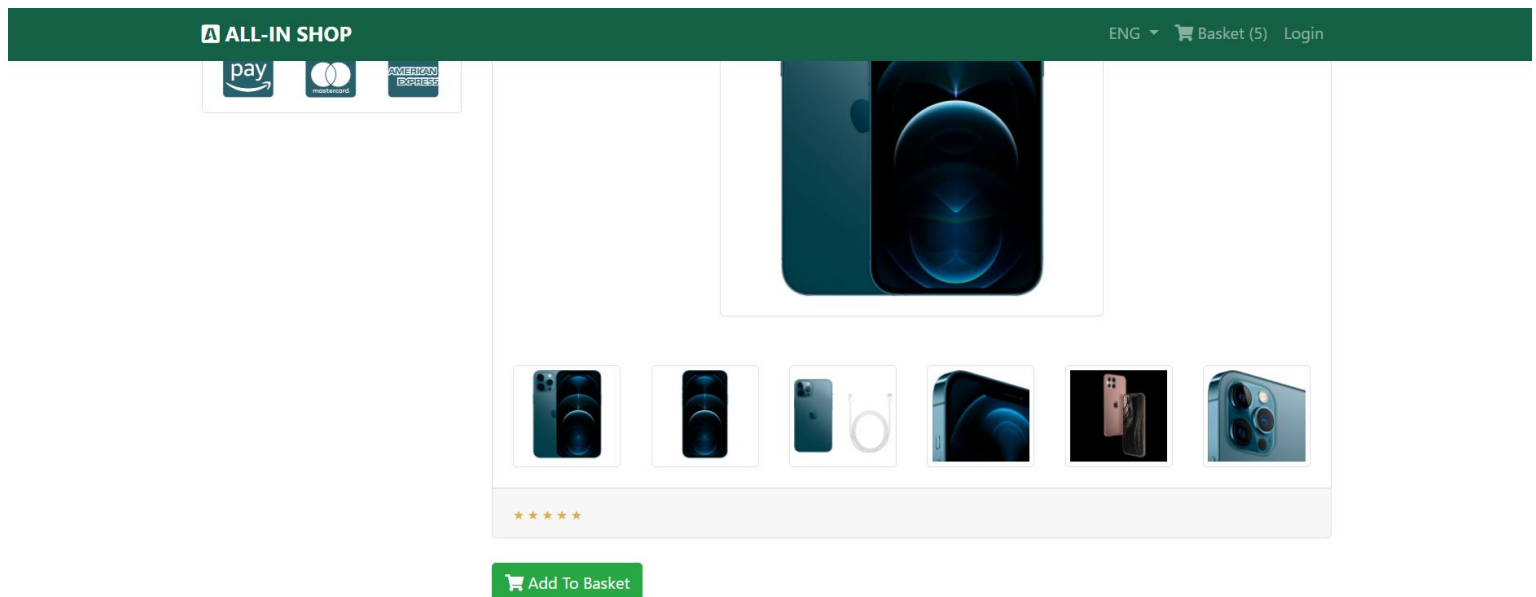 ALL-IN SHOP
ENG
Basket (5)
Login
pay
mastercard
AMERICAN
EXPRESS
Add To Basket